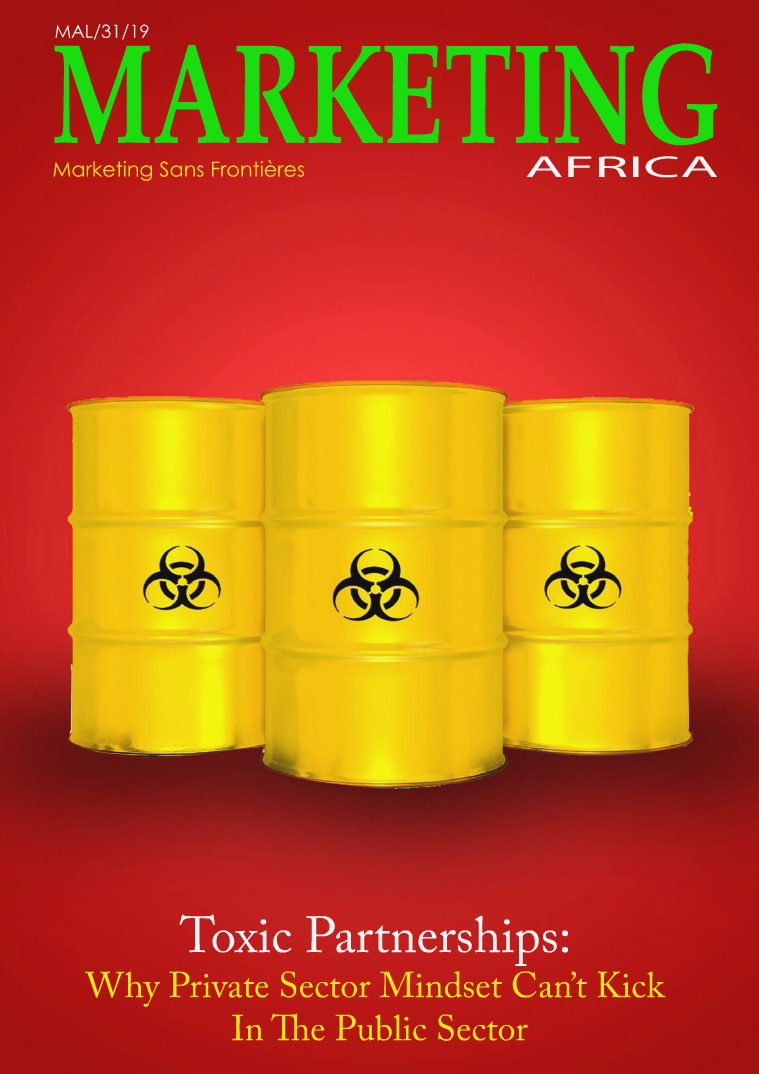 MAL/31/19
MARKETING
AFRICA
Marketing Sans Frontières
Toxic Partnerships:
Why Private Sector Mindset Can't Kick
In The Public Sector